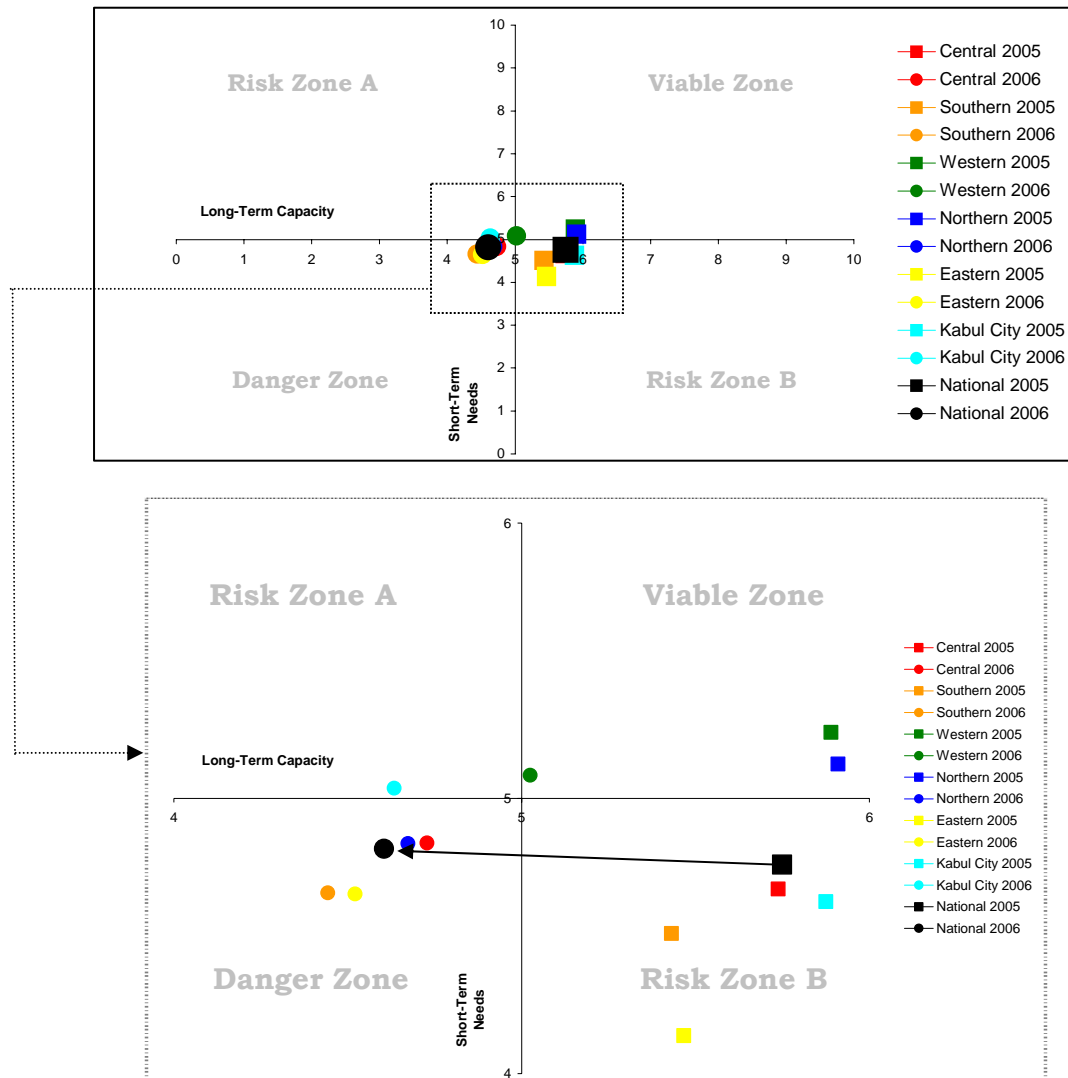 10
9
8
7
6
5
4
3
2
1
0
0 1 2 3 4 5 6 7 8 9 10
Risk Zone A
Viable Zone
Long-Term Capacity
Danger Zone
Risk Zone B
Short-Term
Needs
Central 2005
Central 2006
Southern 2005
Southern 2006
Western 2005
Western 2006
Northern 2005
Northern 2006
Eastern 2005
Eastern 2006
Kabul City 2005
Kabul City 2006
National 2005
National 2006
6
Risk Zone A
Viable Zone
Long-Term Capacity
5
4 5 6
Danger Zone
Risk Zone B
Short-Term
Needs
4
Central 2005
Central 2006
Southern 2005
Southern 2006
Western 2005
Western 2006
Northern 2005
Northern 2006
Eastern 2005
Eastern 2006
Kabul City 2005
Kabul City 2006
National 2005
National 2006